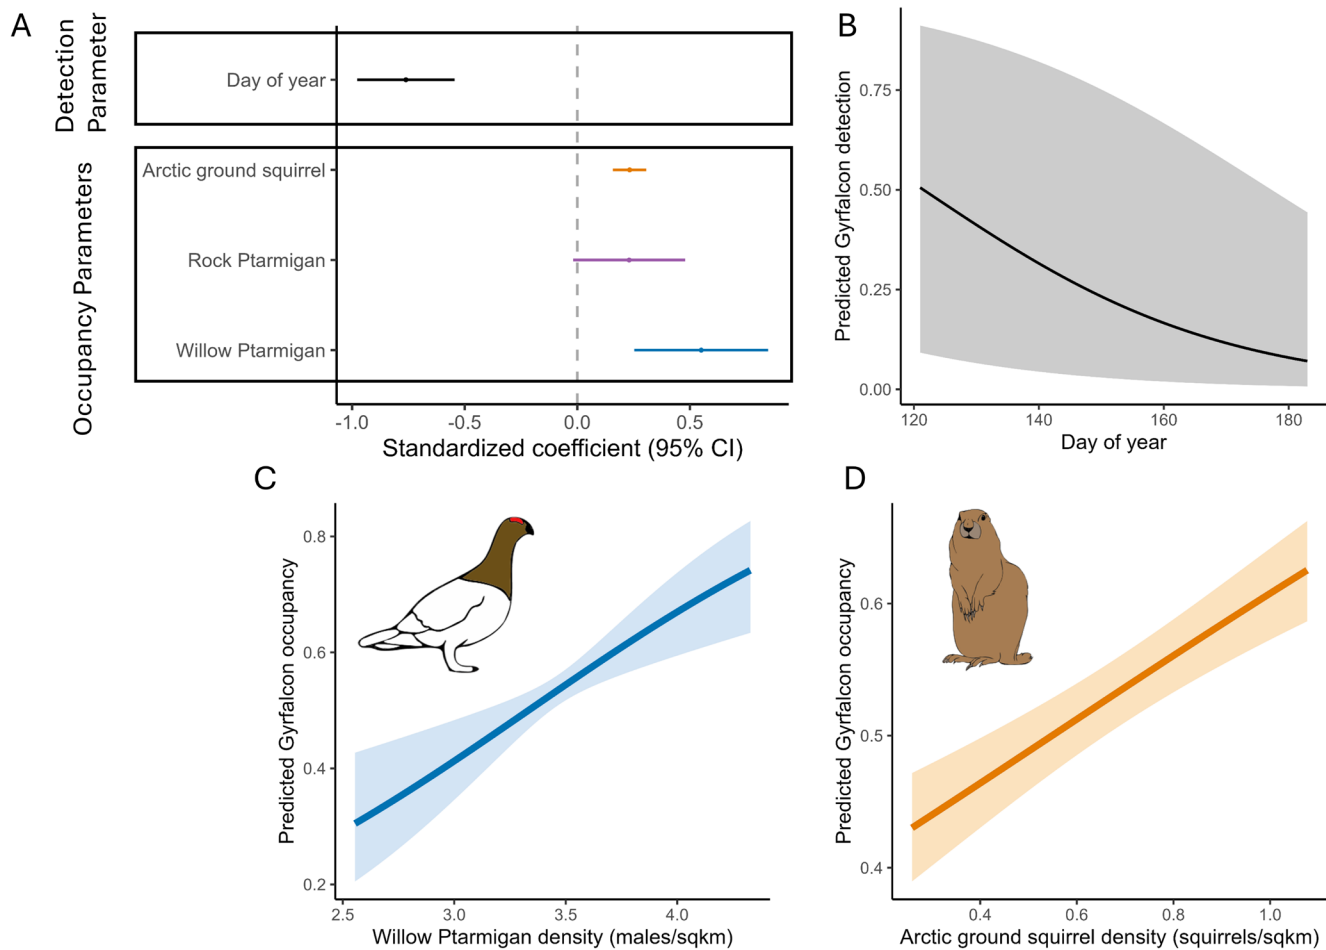 A
Detection
Parameter
Day of year
Occupancy Parameters
Arctic ground squirrel
Rock Ptarmigan
Willow Ptarmigan
-1.0 -0.5 0.0 0.5
Standardized coefficient (95% CI)
B
Predicted Gyrfalcon detection
0.75
0.50
0.25
0.00
120 140 160 180
Day of year
C
Predicted Gyrfalcon occupancy
0.8
0.6
0.4
0.2
2.5 3.0 3.5 4.0
Willow Ptarmigan density (males/sqkm)
D
Predicted Gyrfalcon occupancy
0.6
0.5
0.4
0.4 0.6 0.8 1.0
Arctic ground squirrel density (squirrels/sqkm)